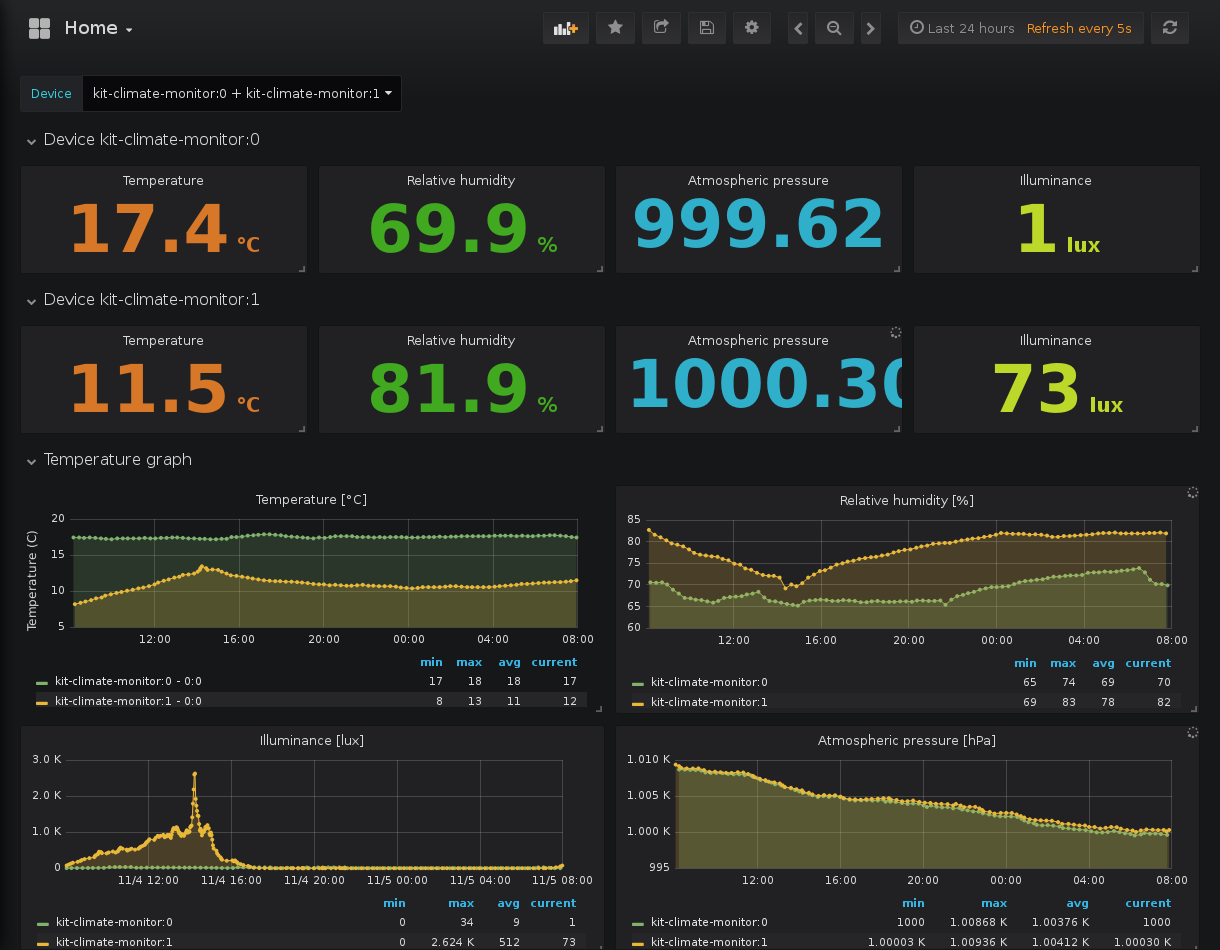 Home
Last 24 hours Refresh every 5s
Device kit-climate-monitor:0 + kit-climate-monitor:1
Device kit-climate-monitor:0
Temperature Relative humidity Atmospheric pressure Illuminance
17.4 °C 69.9 % 999.62 1 lux
Device kit-climate-monitor:1
Temperature Relative humidity Atmospheric pressure Illuminance
11.5 °C 81.9 % 1000.30 73 lux
Temperature graph
Temperature [°C]
Temperature (C)
20
15
10
5
12:00 16:00 20:00 00:00 04:00 08:00
min max avg current
kit-climate-monitor:0 - 0:0 17 18 18 17
kit-climate-monitor:1 - 0:0 8 13 11 12
Relative humidity [%]
85
80
75
70
65
60
12:00 16:00 20:00 00:00 04:00 08:00
min max avg current
kit-climate-monitor:0 65 74 69 70
kit-climate-monitor:1 69 83 78 82
Illuminance [lux]
3.0 K
2.0 K
1.0 K
0
11/4 12:00 11/4 16:00 11/4 20:00 11/5 00:00 11/5 04:00 11/5 08:00
min max avg current
kit-climate-monitor:0 0 34 9 1
kit-climate-monitor:1 0 2.624 K 512 73
Atmospheric pressure [hPa]
1.010 K
1.005 K
1.000 K
995
12:00 16:00 20:00 00:00 04:00 08:00
min max avg current
kit-climate-monitor:0 1000 1.00868 K 1.00376 K 1000
kit-climate-monitor:1 1.00003 K 1.00936 K 1.00412 K 1.00030 K